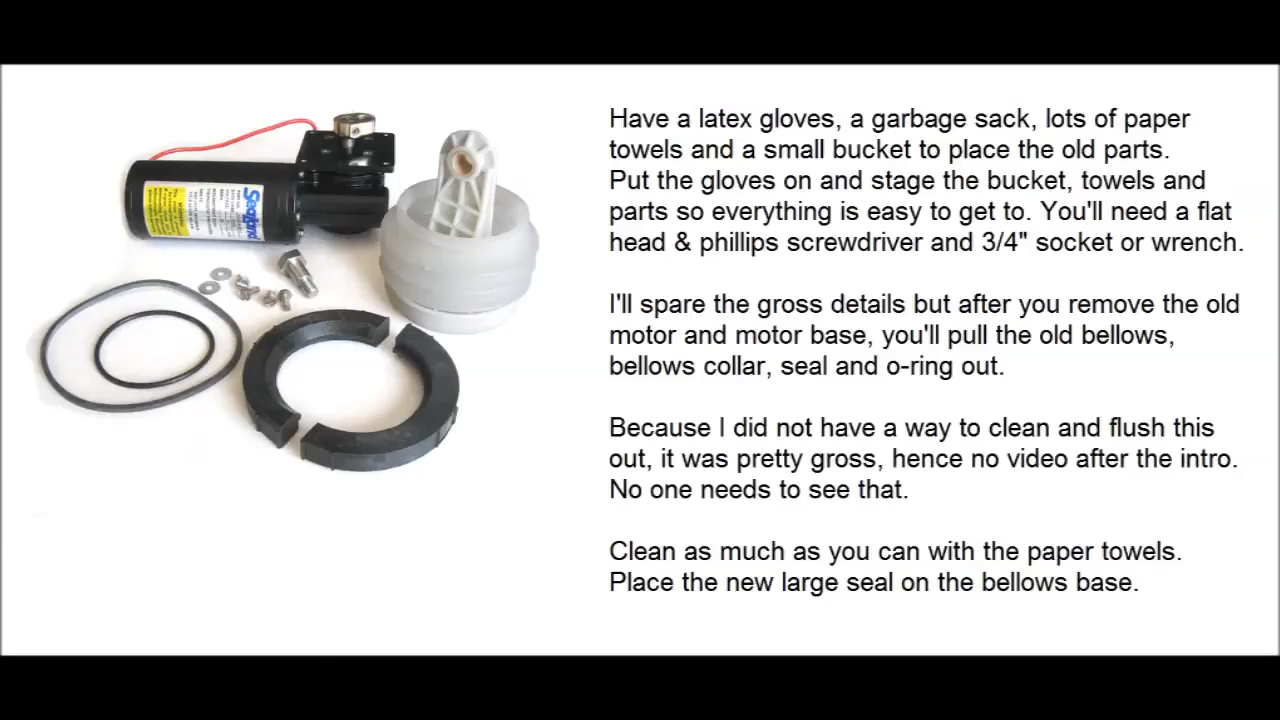 Have a latex gloves, a garbage sack, lots of paper
towels and a small bucket to place the old parts.
Put the gloves on and stage the bucket, towels and
parts so everything is easy to get to. You'll need a flat
head & phillips screwdriver and 3/4" socket or wrench.
I'll spare the gross details but after you remove the old
motor and motor base, you'll pull the old bellows,
bellows collar, seal and o-ring out.
Because I did not have a way to clean and flush this
out, it was pretty gross, hence no video after the intro.
No one needs to see that.
Clean as much as you can with the paper towels.
Place the new large seal on the bellows base.